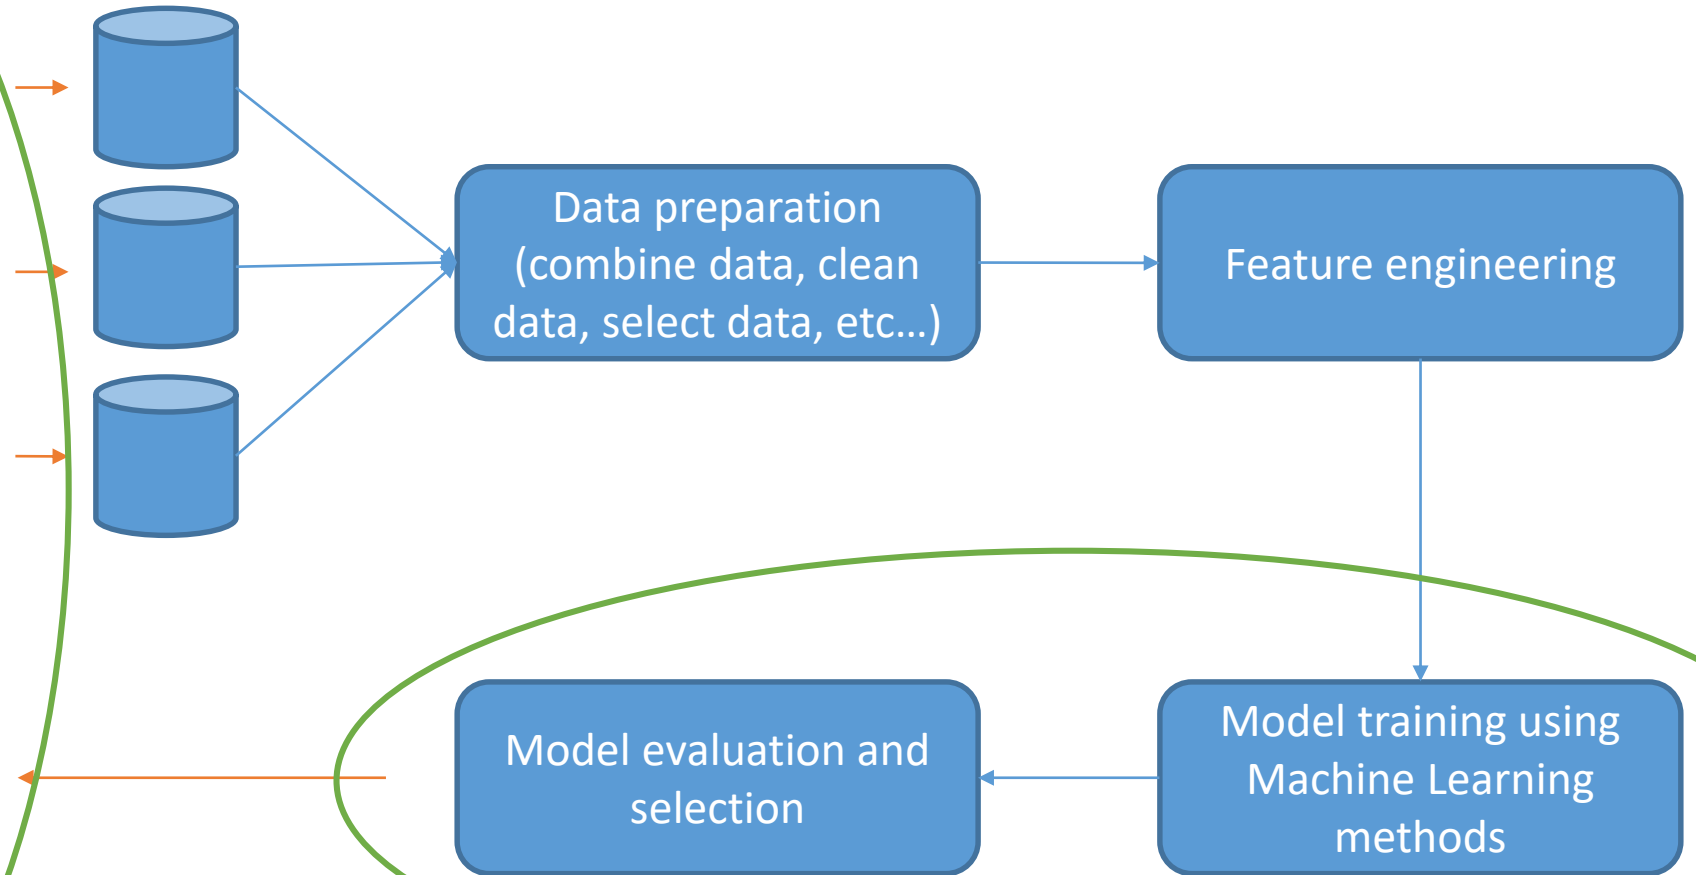 Data preparation
(combine data, clean
data, select data, etc…)
Feature engineering
Model evaluation and
selection
Model training using
Machine Learning
methods